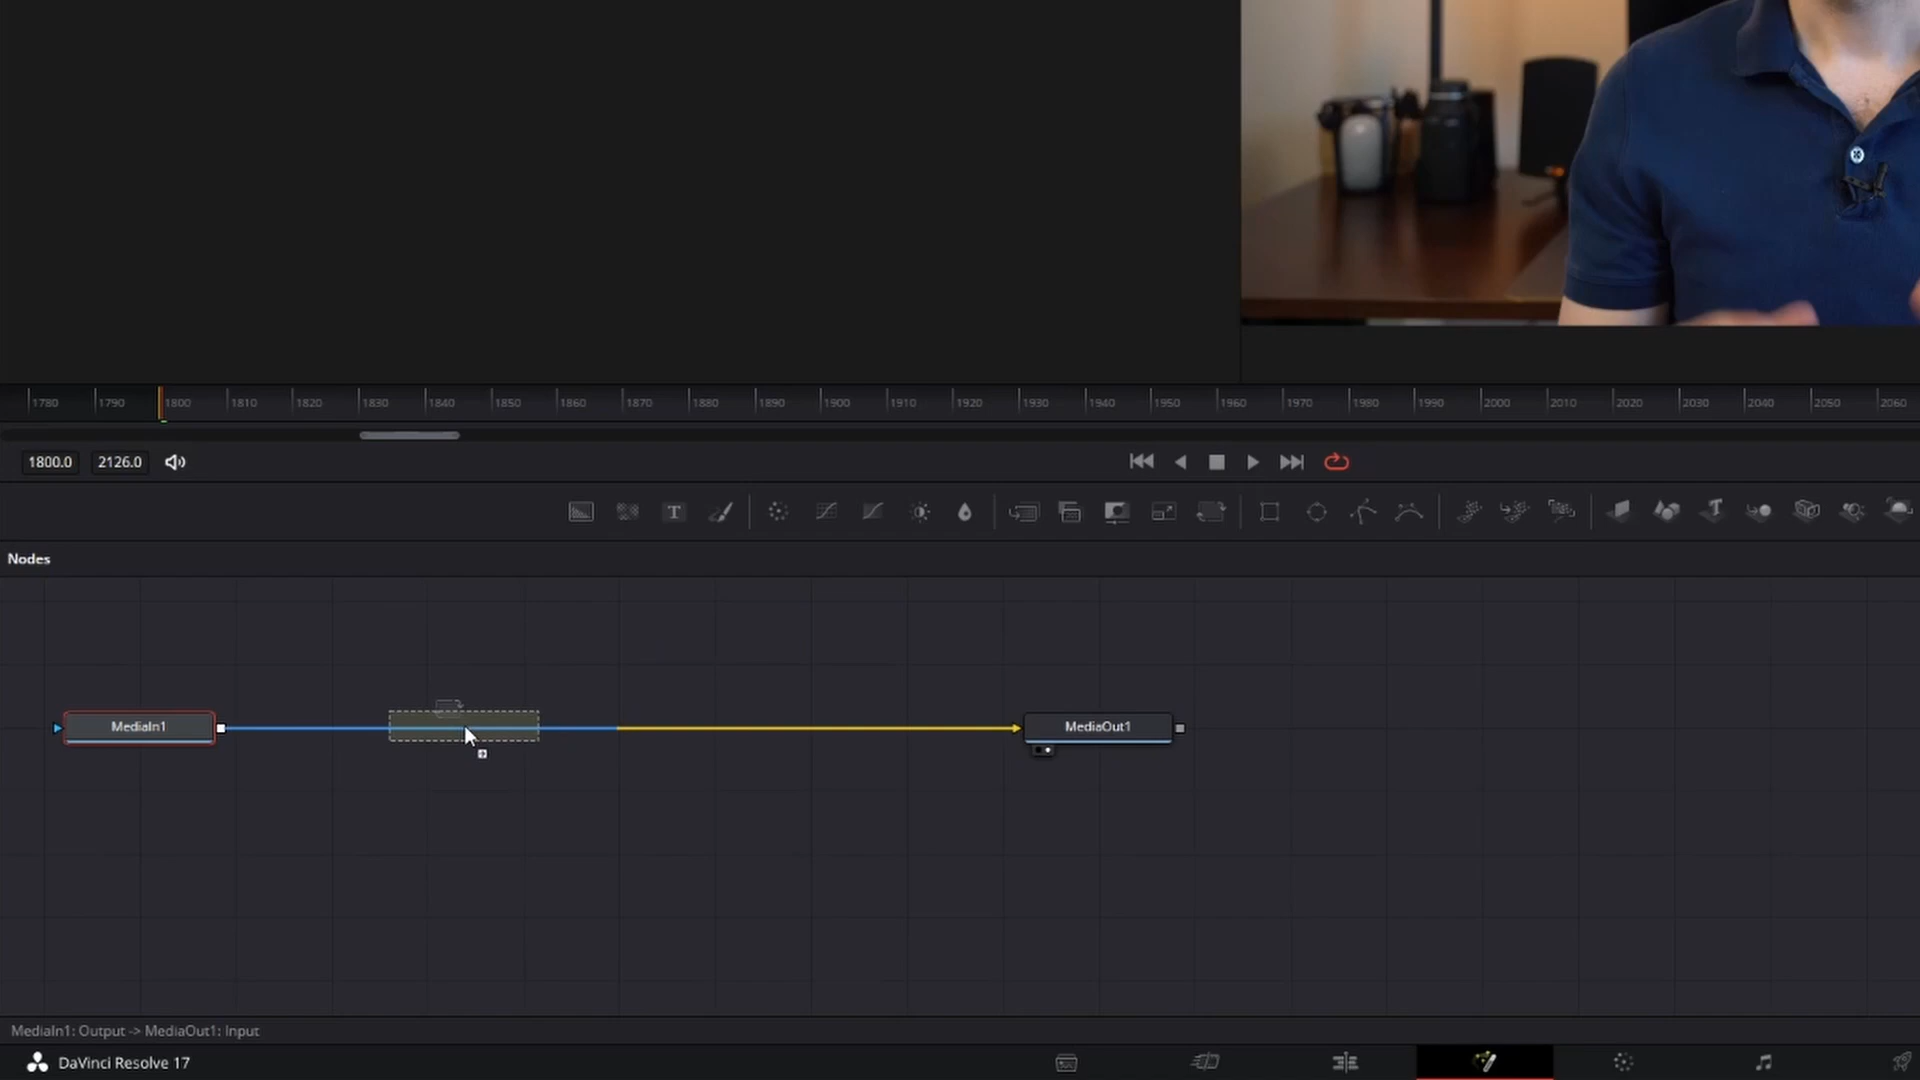 1780 1790 1800 1810 1820 1830 1840 1850 1860 1870 1880 1890 1900 1910 1920 1930 1940 1950 1960 1970 1980 1990 2000 2010 2020 2030 2040 2050 2060
1800.0 2126.0
T
Nodes
MediaIn1 MediaOut1
MediaIn1: Output -> MediaOut1: Input
DaVinci Resolve 17